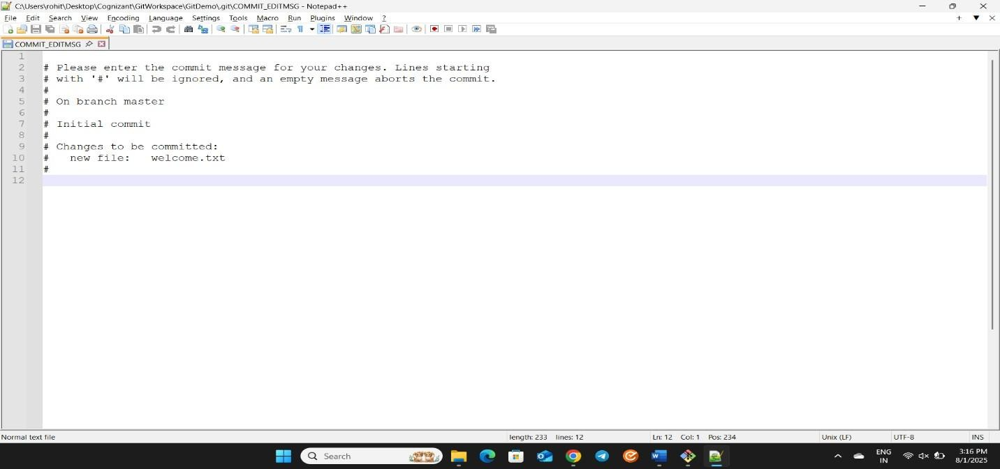 C:\Users\rohit\Desktop\Cognizant\GitWorkspace\GitDemo\.git\COMMIT_EDITMSG - Notepad++
File Edit Search View Encoding Language Settings Tools Macro Run Plugins Window ?
COMMIT_EDITMSG
1
2 # Please enter the commit message for your changes. Lines starting
3 # with '#' will be ignored, and an empty message aborts the commit.
4 #
5 # On branch master
6 #
7 # Initial commit
8 #
9 # Changes to be committed:
10 #   new file:   welcome.txt
11 #
12
Normal text file length: 233 lines: 12 Ln: 12 Col: 1 Pos: 234 Unix (LF) UTF-8 INS
Search ENG 3:16 PM
IN 8/1/2025